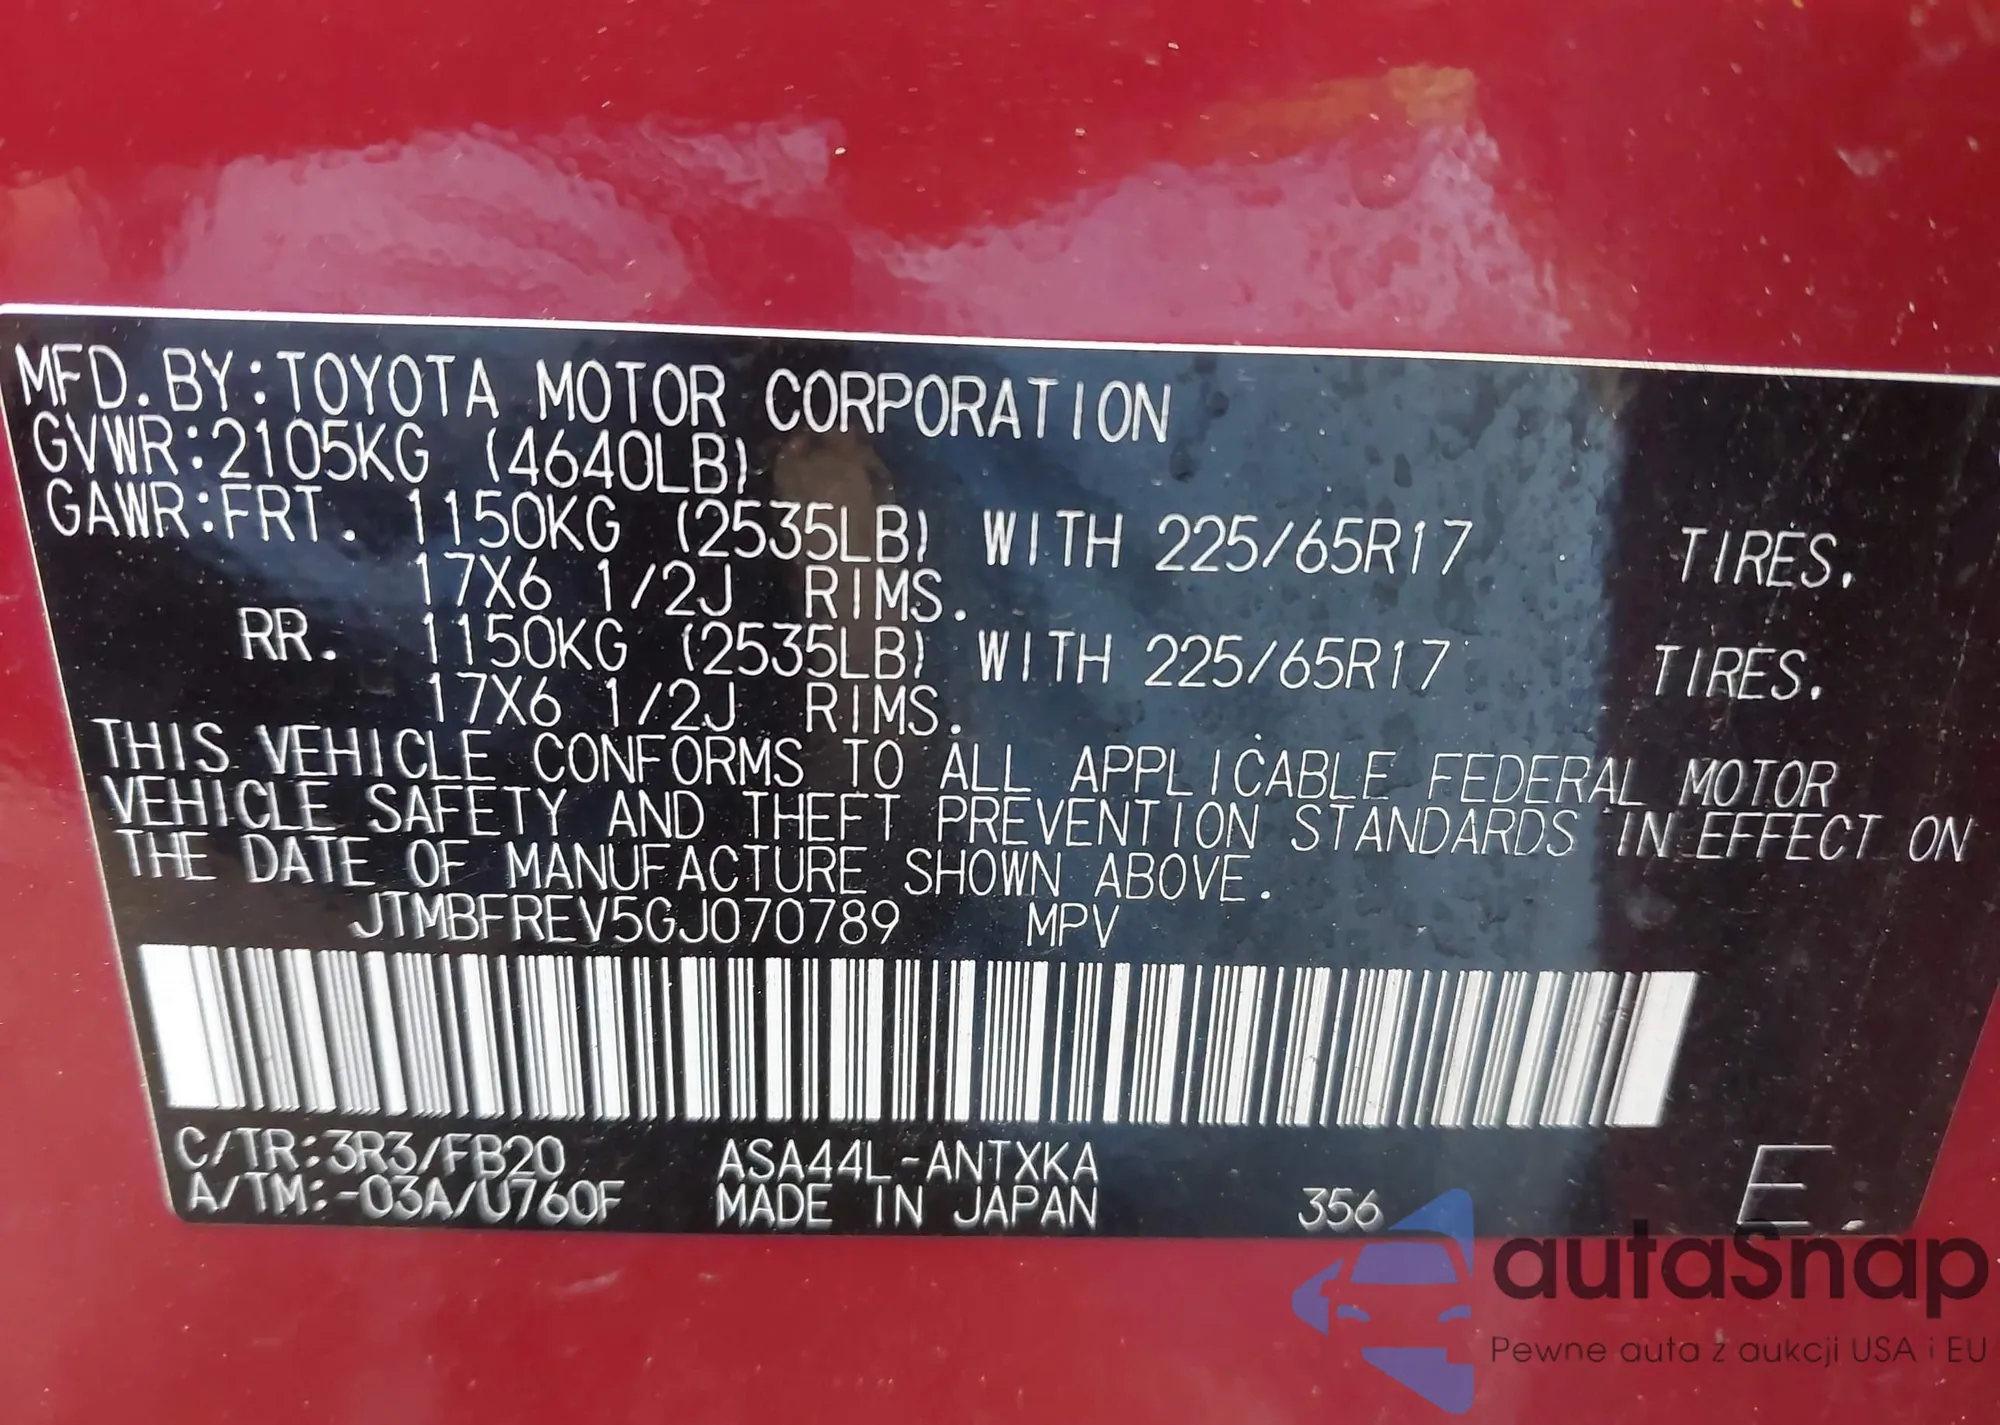 MFD.BY:TOYOTA MOTOR CORPORATION
GVWR:2105KG (4640LB)
GAWR:FRT. 1150KG (2535LB) WITH 225/65R17 TIRES.
17X6 1/2J RIMS.
RR. 1150KG (2535LB) WITH 225/65R17 TIRES.
17X6 1/2J RIMS.
THIS VEHICLE CONFORMS TO ALL APPLICABLE FEDERAL MOTOR
VEHICLE SAFETY AND THEFT PREVENTION STANDARDS IN EFFECT ON
THE DATE OF MANUFACTURE SHOWN ABOVE.
JTMBFREV5GJ070789 MPV
C/TR:3R3/FB20 ASA44L-ANTXKA
A/TM:-03A/U760F MADE IN JAPAN 356 E.
autaSnap
Pewne auta z aukcji USA i EU